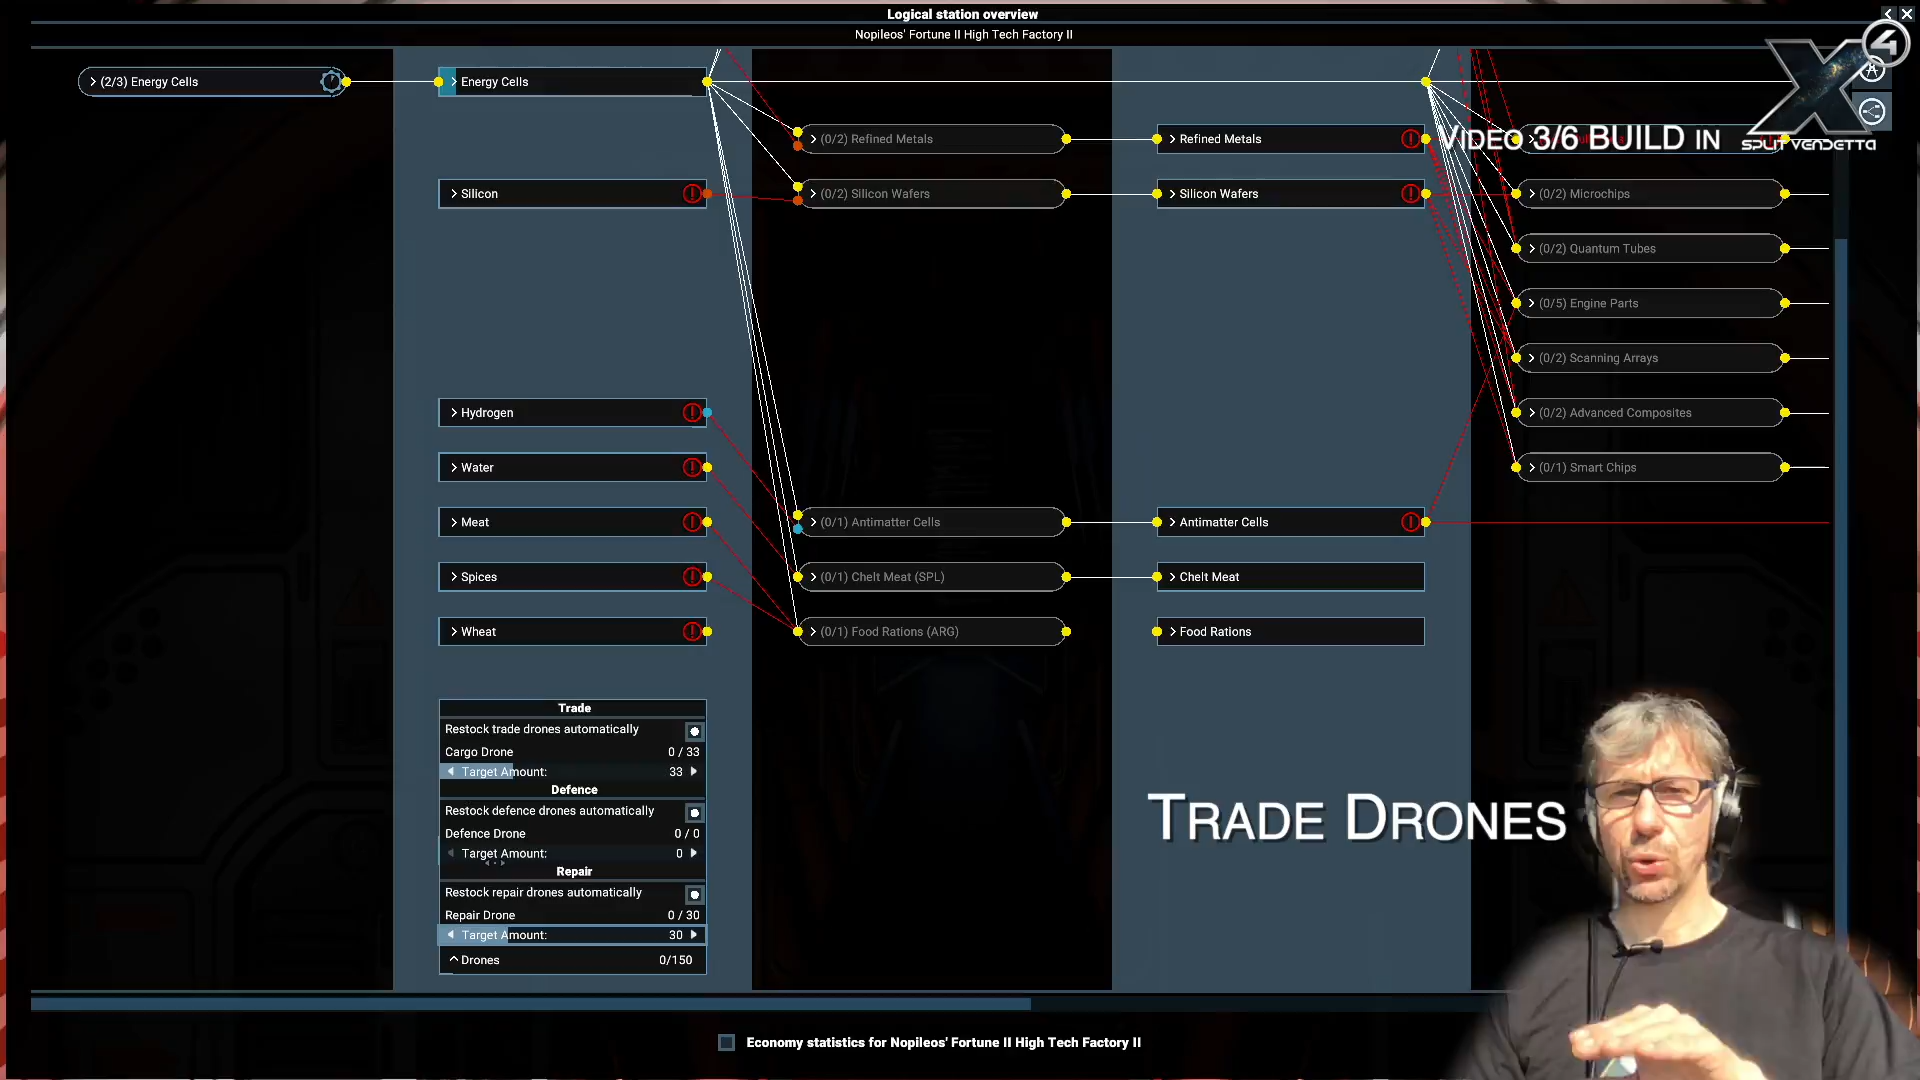 Logical station overview
Nopileos' Fortune II High Tech Factory II
4
X
SPLIT VENDETTA
VIDEO 3/6 BUILD IN
(2/3) Energy Cells
Energy Cells
(0/2) Refined Metals
Refined Metals
Silicon
(0/2) Silicon Wafers
Silicon Wafers
(0/2) Microchips
(0/2) Quantum Tubes
(0/5) Engine Parts
(0/2) Scanning Arrays
Hydrogen
(0/2) Advanced Composites
Water
(0/1) Smart Chips
Meat
(0/1) Antimatter Cells
Antimatter Cells
Spices
(0/1) Chelt Meat (SPL)
Chelt Meat
Wheat
(0/1) Food Rations (ARG)
Food Rations
Trade
Restock trade drones automatically
Cargo Drone 0 / 33
Target Amount: 33
Defence
Restock defence drones automatically
Defence Drone 0 / 0
Target Amount: 0
Repair
Restock repair drones automatically
Repair Drone 0 / 30
Target Amount: 30
Drones 0/150
TRADE DRONES
Economy statistics for Nopileos' Fortune II High Tech Factory II